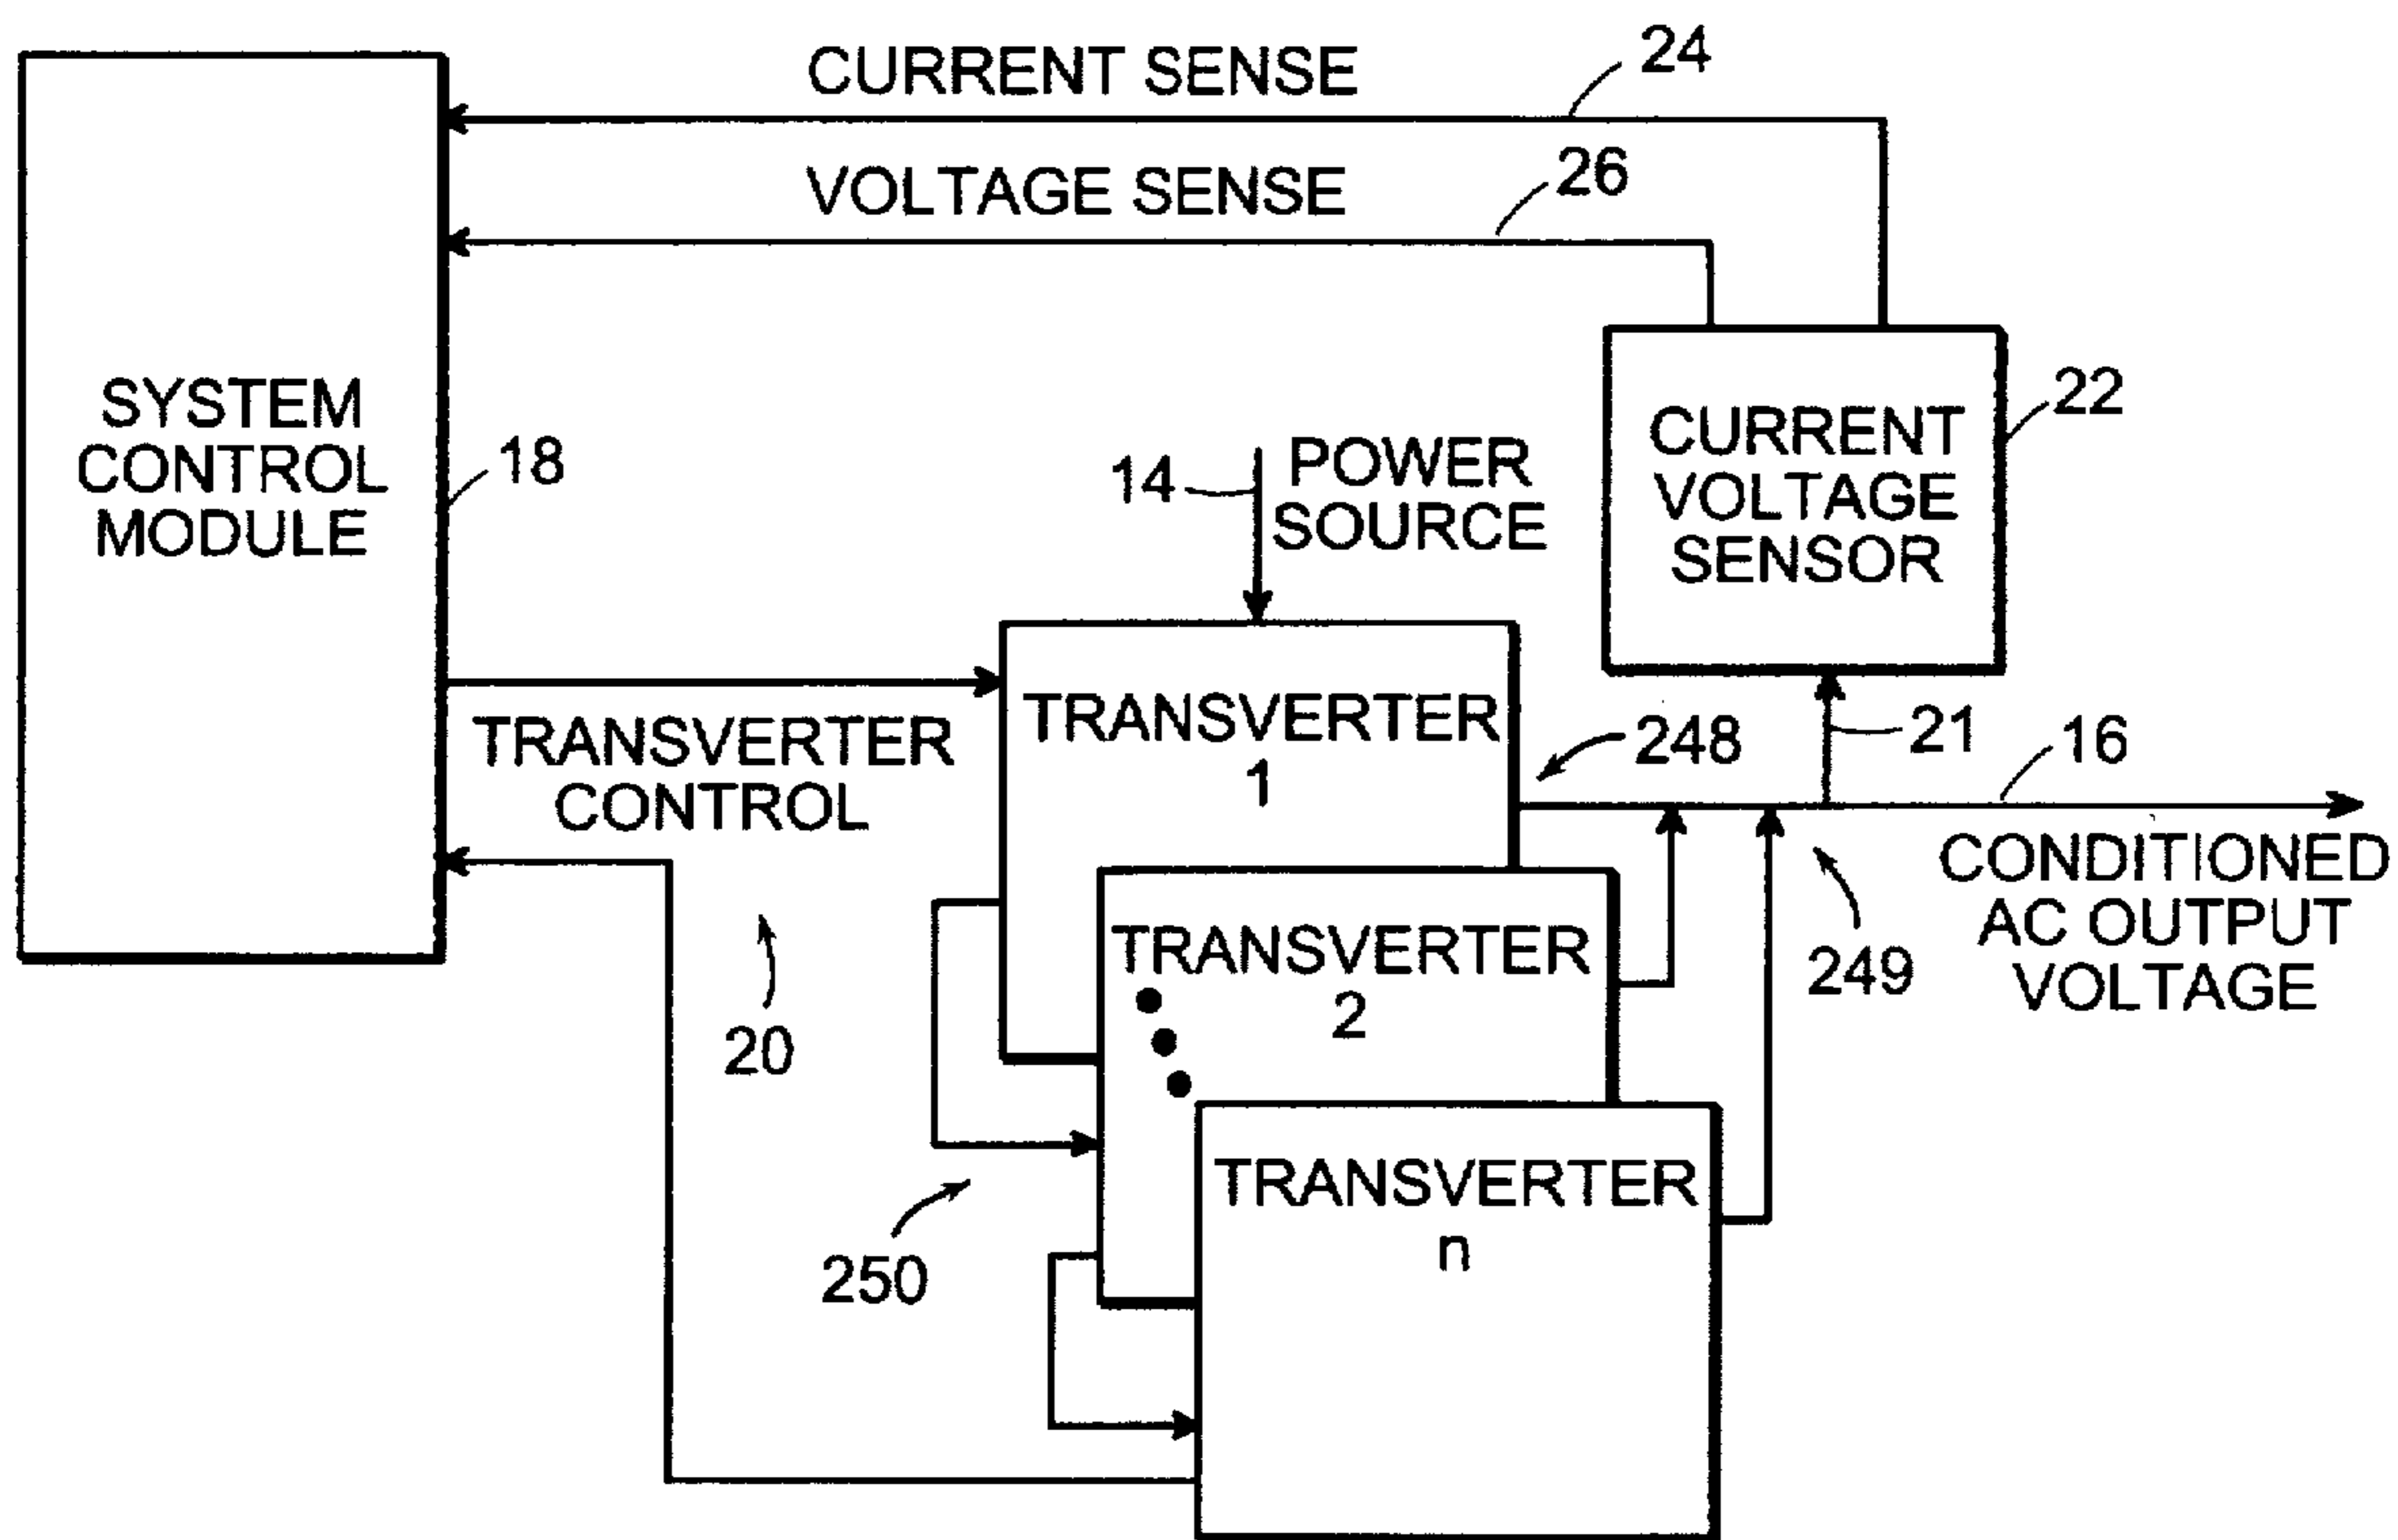 CURRENT SENSE
24
VOLTAGE SENSE
26
SYSTEM
CONTROL
MODULE
18
14
POWER
SOURCE
CURRENT
VOLTAGE
SENSOR
22
TRANSVERTER
CONTROL
20
TRANSVERTER
1
248
21
16
CONDITIONED
AC OUTPUT
VOLTAGE
249
TRANSVERTER
2
250
TRANSVERTER
n